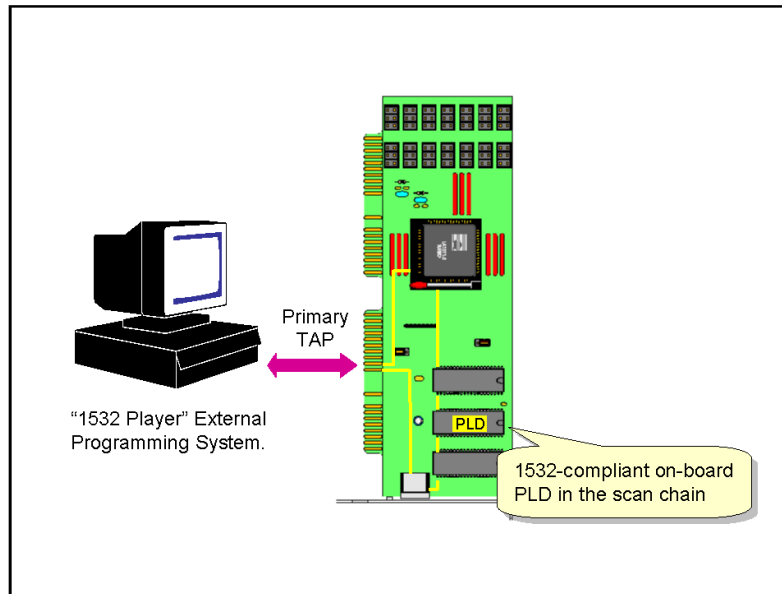 Primary
TAP
PLD
“1532 Player” External
Programming System.
1532-compliant on-board
PLD in the scan chain